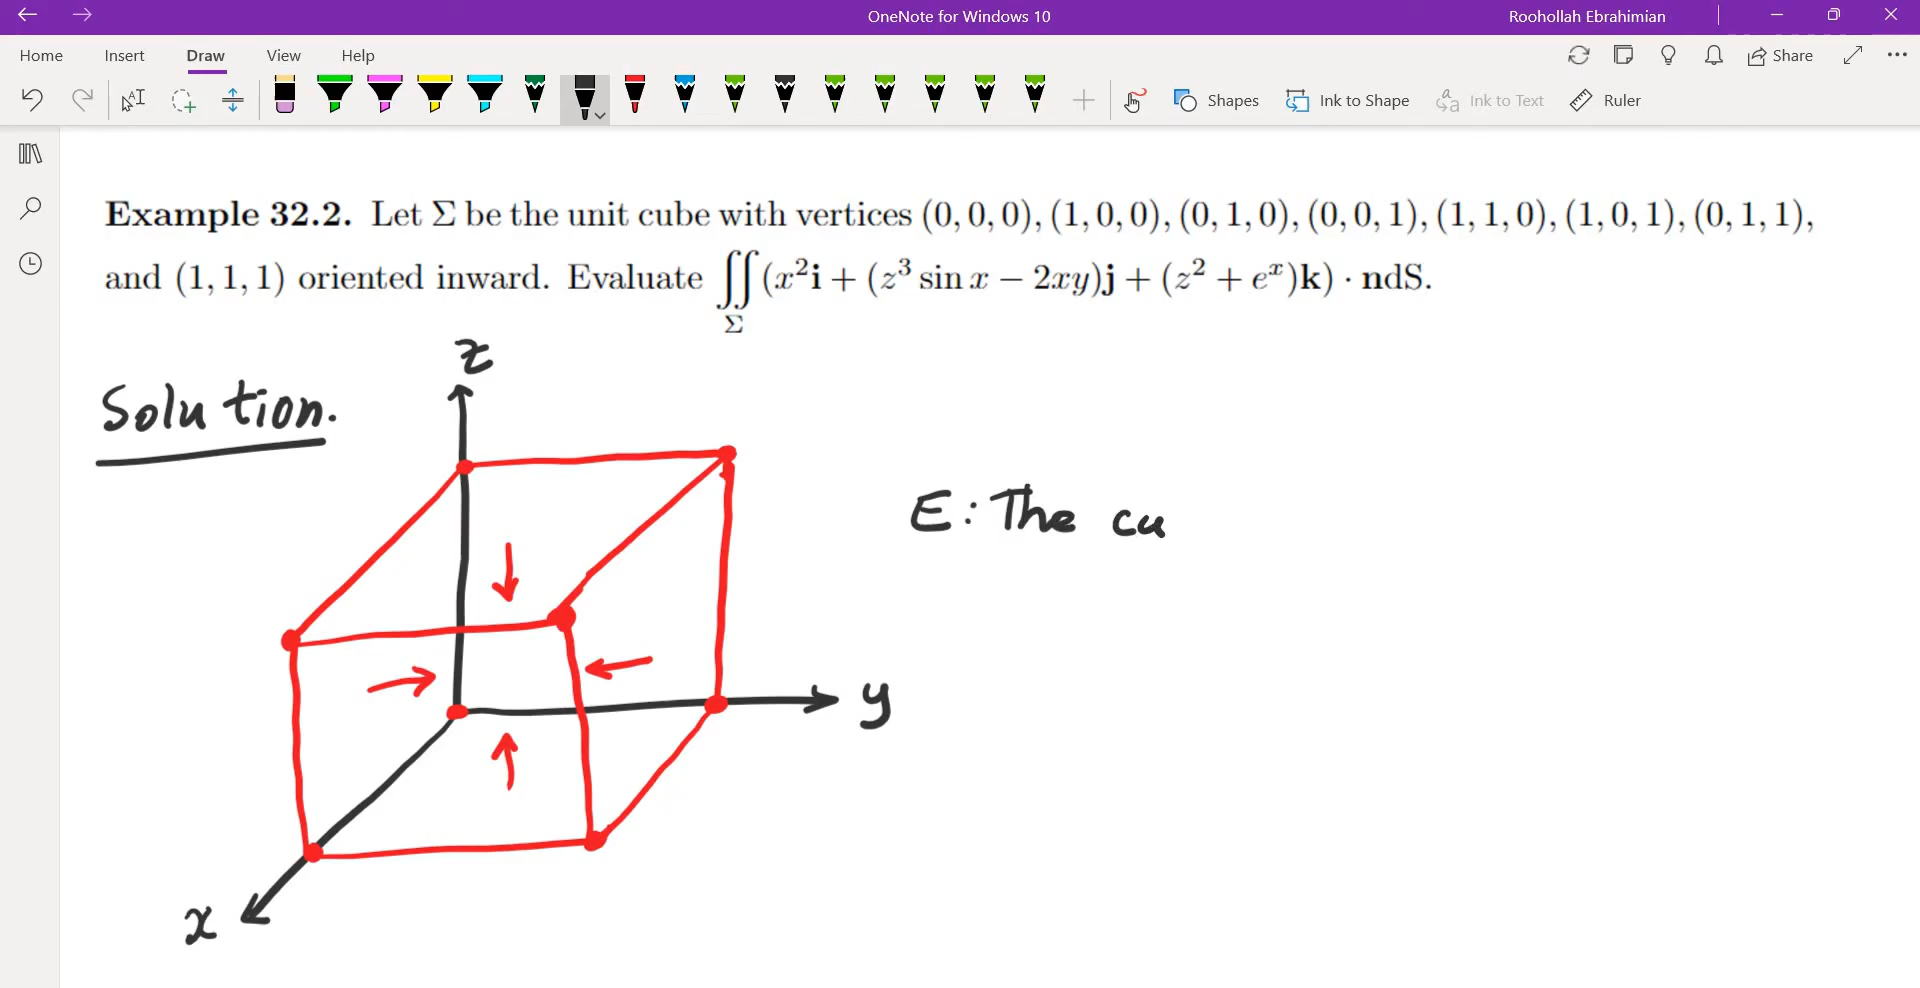 OneNote for Windows 10
Roohollah Ebrahimian
Home Insert Draw View Help
Share
Shapes Ink to Shape Ink to Text Ruler
Example 32.2. Let Σ be the unit cube with vertices (0, 0, 0), (1, 0, 0), (0, 1, 0), (0, 0, 1), (1, 1, 0), (1, 0, 1), (0, 1, 1),
and (1, 1, 1) oriented inward. Evaluate ∬_Σ (x²i + (z³ sin x − 2xy)j + (z² + eˣ)k) · ndS.
z
Solution.
E: The cu
y
x